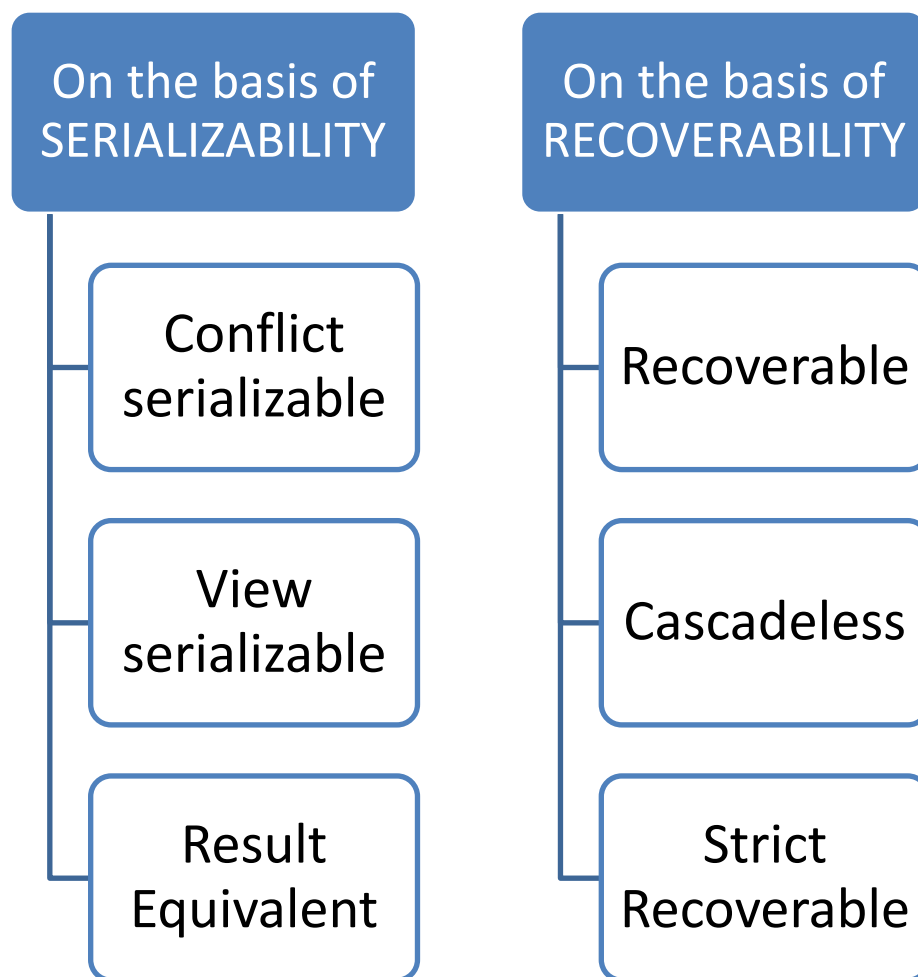 On the basis of
SERIALIZABILITY
Conflict
serializable
View
serializable
Result
Equivalent
On the basis of
RECOVERABILITY
Recoverable
Cascadeless
Strict
Recoverable